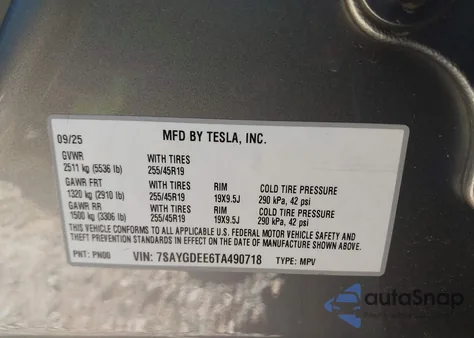 09/25 MFD BY TESLA, INC.
GVWR WITH TIRES
2511 kg (5536 lb) 255/45R19
GAWR FRT WITH TIRES RIM COLD TIRE PRESSURE
1320 kg (2910 lb) 255/45R19 19X9.5J 290 kPa, 42 psi
GAWR RR WITH TIRES RIM COLD TIRE PRESSURE
1500 kg (3306 lb) 255/45R19 19X9.5J 290 kPa, 42 psi
THIS VEHICLE CONFORMS TO ALL APPLICABLE U.S. FEDERAL MOTOR VEHICLE SAFETY AND
THEFT PREVENTION STANDARDS IN EFFECT ON THE DATE OF MANUFACTURE SHOWN ABOVE.
PNT: PN00 VIN: 7SAYGDEE6TA490718 TYPE: MPV
autoSnap